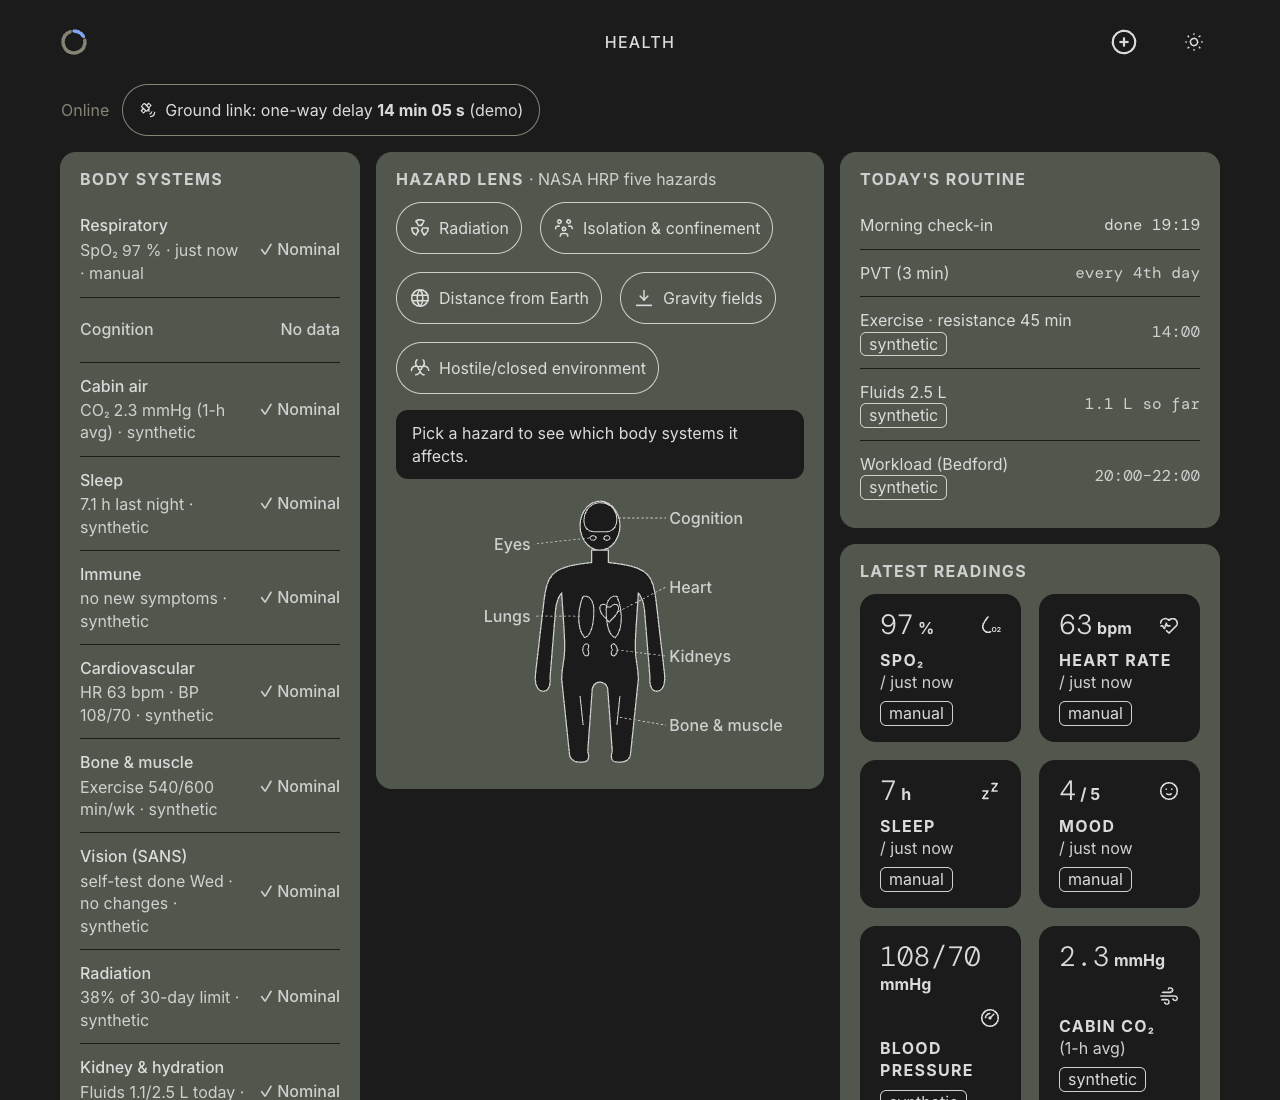 HEALTH
Online
Ground link: one-way delay 14 min 05 s (demo)
BODY SYSTEMS
Respiratory
SpO₂ 97 % · just now
· manual
✓ Nominal
Cognition
No data
Cabin air
CO₂ 2.3 mmHg (1-h
avg) · synthetic
✓ Nominal
Sleep
7.1 h last night ·
synthetic
✓ Nominal
Immune
no new symptoms ·
synthetic
✓ Nominal
Cardiovascular
HR 63 bpm · BP
108/70 · synthetic
✓ Nominal
Bone & muscle
Exercise 540/600
min/wk · synthetic
✓ Nominal
Vision (SANS)
self-test done Wed ·
no changes ·
synthetic
✓ Nominal
Radiation
38% of 30-day limit ·
synthetic
✓ Nominal
Kidney & hydration
Fluids 1.1/2.5 L today ·
✓ Nominal
HAZARD LENS · NASA HRP five hazards
Radiation
Isolation & confinement
Distance from Earth
Gravity fields
Hostile/closed environment
Pick a hazard to see which body systems it
affects.
Cognition
Eyes
Heart
Lungs
Kidneys
Bone & muscle
TODAY'S ROUTINE
Morning check-in
done 19:19
PVT (3 min)
every 4th day
Exercise · resistance 45 min
synthetic
14:00
Fluids 2.5 L
synthetic
1.1 L so far
Workload (Bedford)
synthetic
20:00–22:00
LATEST READINGS
97 %
O2
SPO₂
/ just now
manual
63 bpm
HEART RATE
/ just now
manual
7 h
zZ
SLEEP
/ just now
manual
4 / 5
MOOD
/ just now
manual
108/70
mmHg
BLOOD
PRESSURE
synthetic
2.3 mmHg
CABIN CO₂
(1-h avg)
synthetic